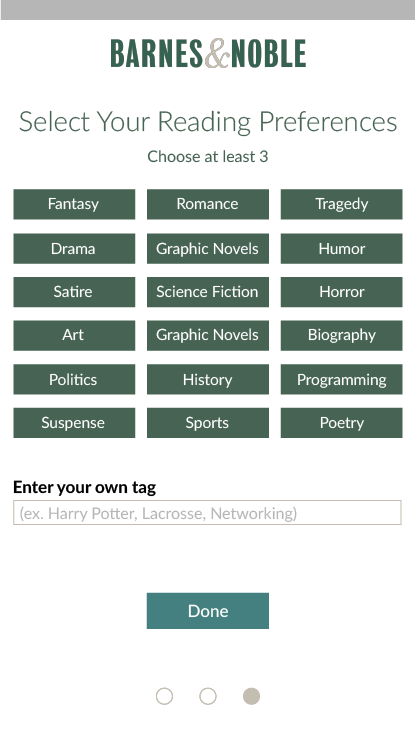 BARNES&NOBLE
Select Your Reading Preferences
Choose at least 3
Fantasy Romance Tragedy
Drama Graphic Novels Humor
Satire Science Fiction Horror
Art Graphic Novels Biography
Politics History Programming
Suspense Sports Poetry
Enter your own tag
(ex. Harry Potter, Lacrosse, Networking)
Done